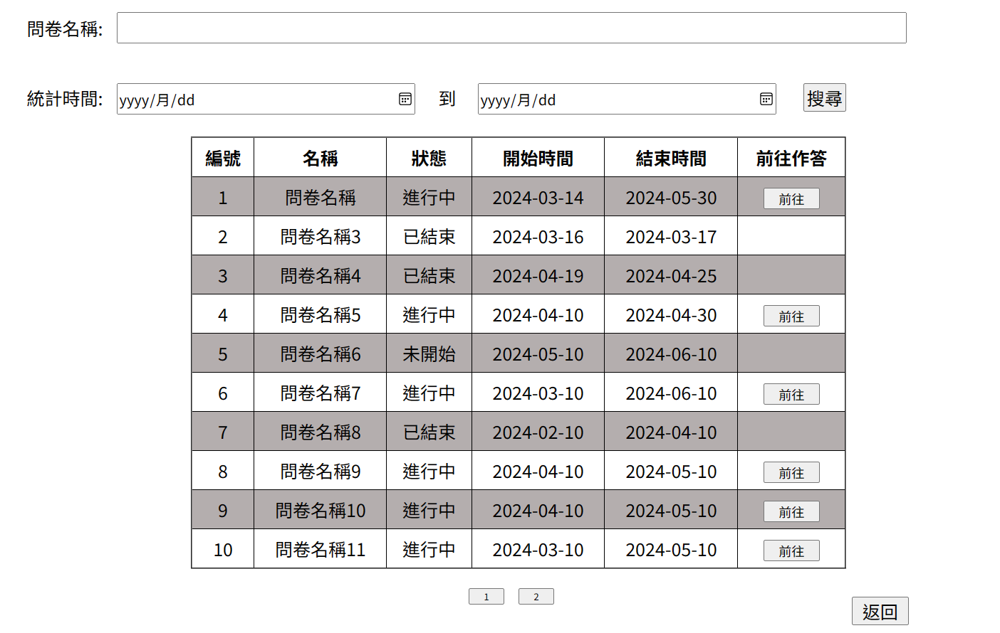 問卷名稱:
統計時間: yyyy/月/dd 到 yyyy/月/dd 搜尋
編號 名稱 狀態 開始時間 結束時間 前往作答
1 問卷名稱 進行中 2024-03-14 2024-05-30 前往
2 問卷名稱3 已結束 2024-03-16 2024-03-17
3 問卷名稱4 已結束 2024-04-19 2024-04-25
4 問卷名稱5 進行中 2024-04-10 2024-04-30 前往
5 問卷名稱6 未開始 2024-05-10 2024-06-10
6 問卷名稱7 進行中 2024-03-10 2024-06-10 前往
7 問卷名稱8 已結束 2024-02-10 2024-04-10
8 問卷名稱9 進行中 2024-04-10 2024-05-10 前往
9 問卷名稱10 進行中 2024-04-10 2024-05-10 前往
10 問卷名稱11 進行中 2024-03-10 2024-05-10 前往
1 2
返回